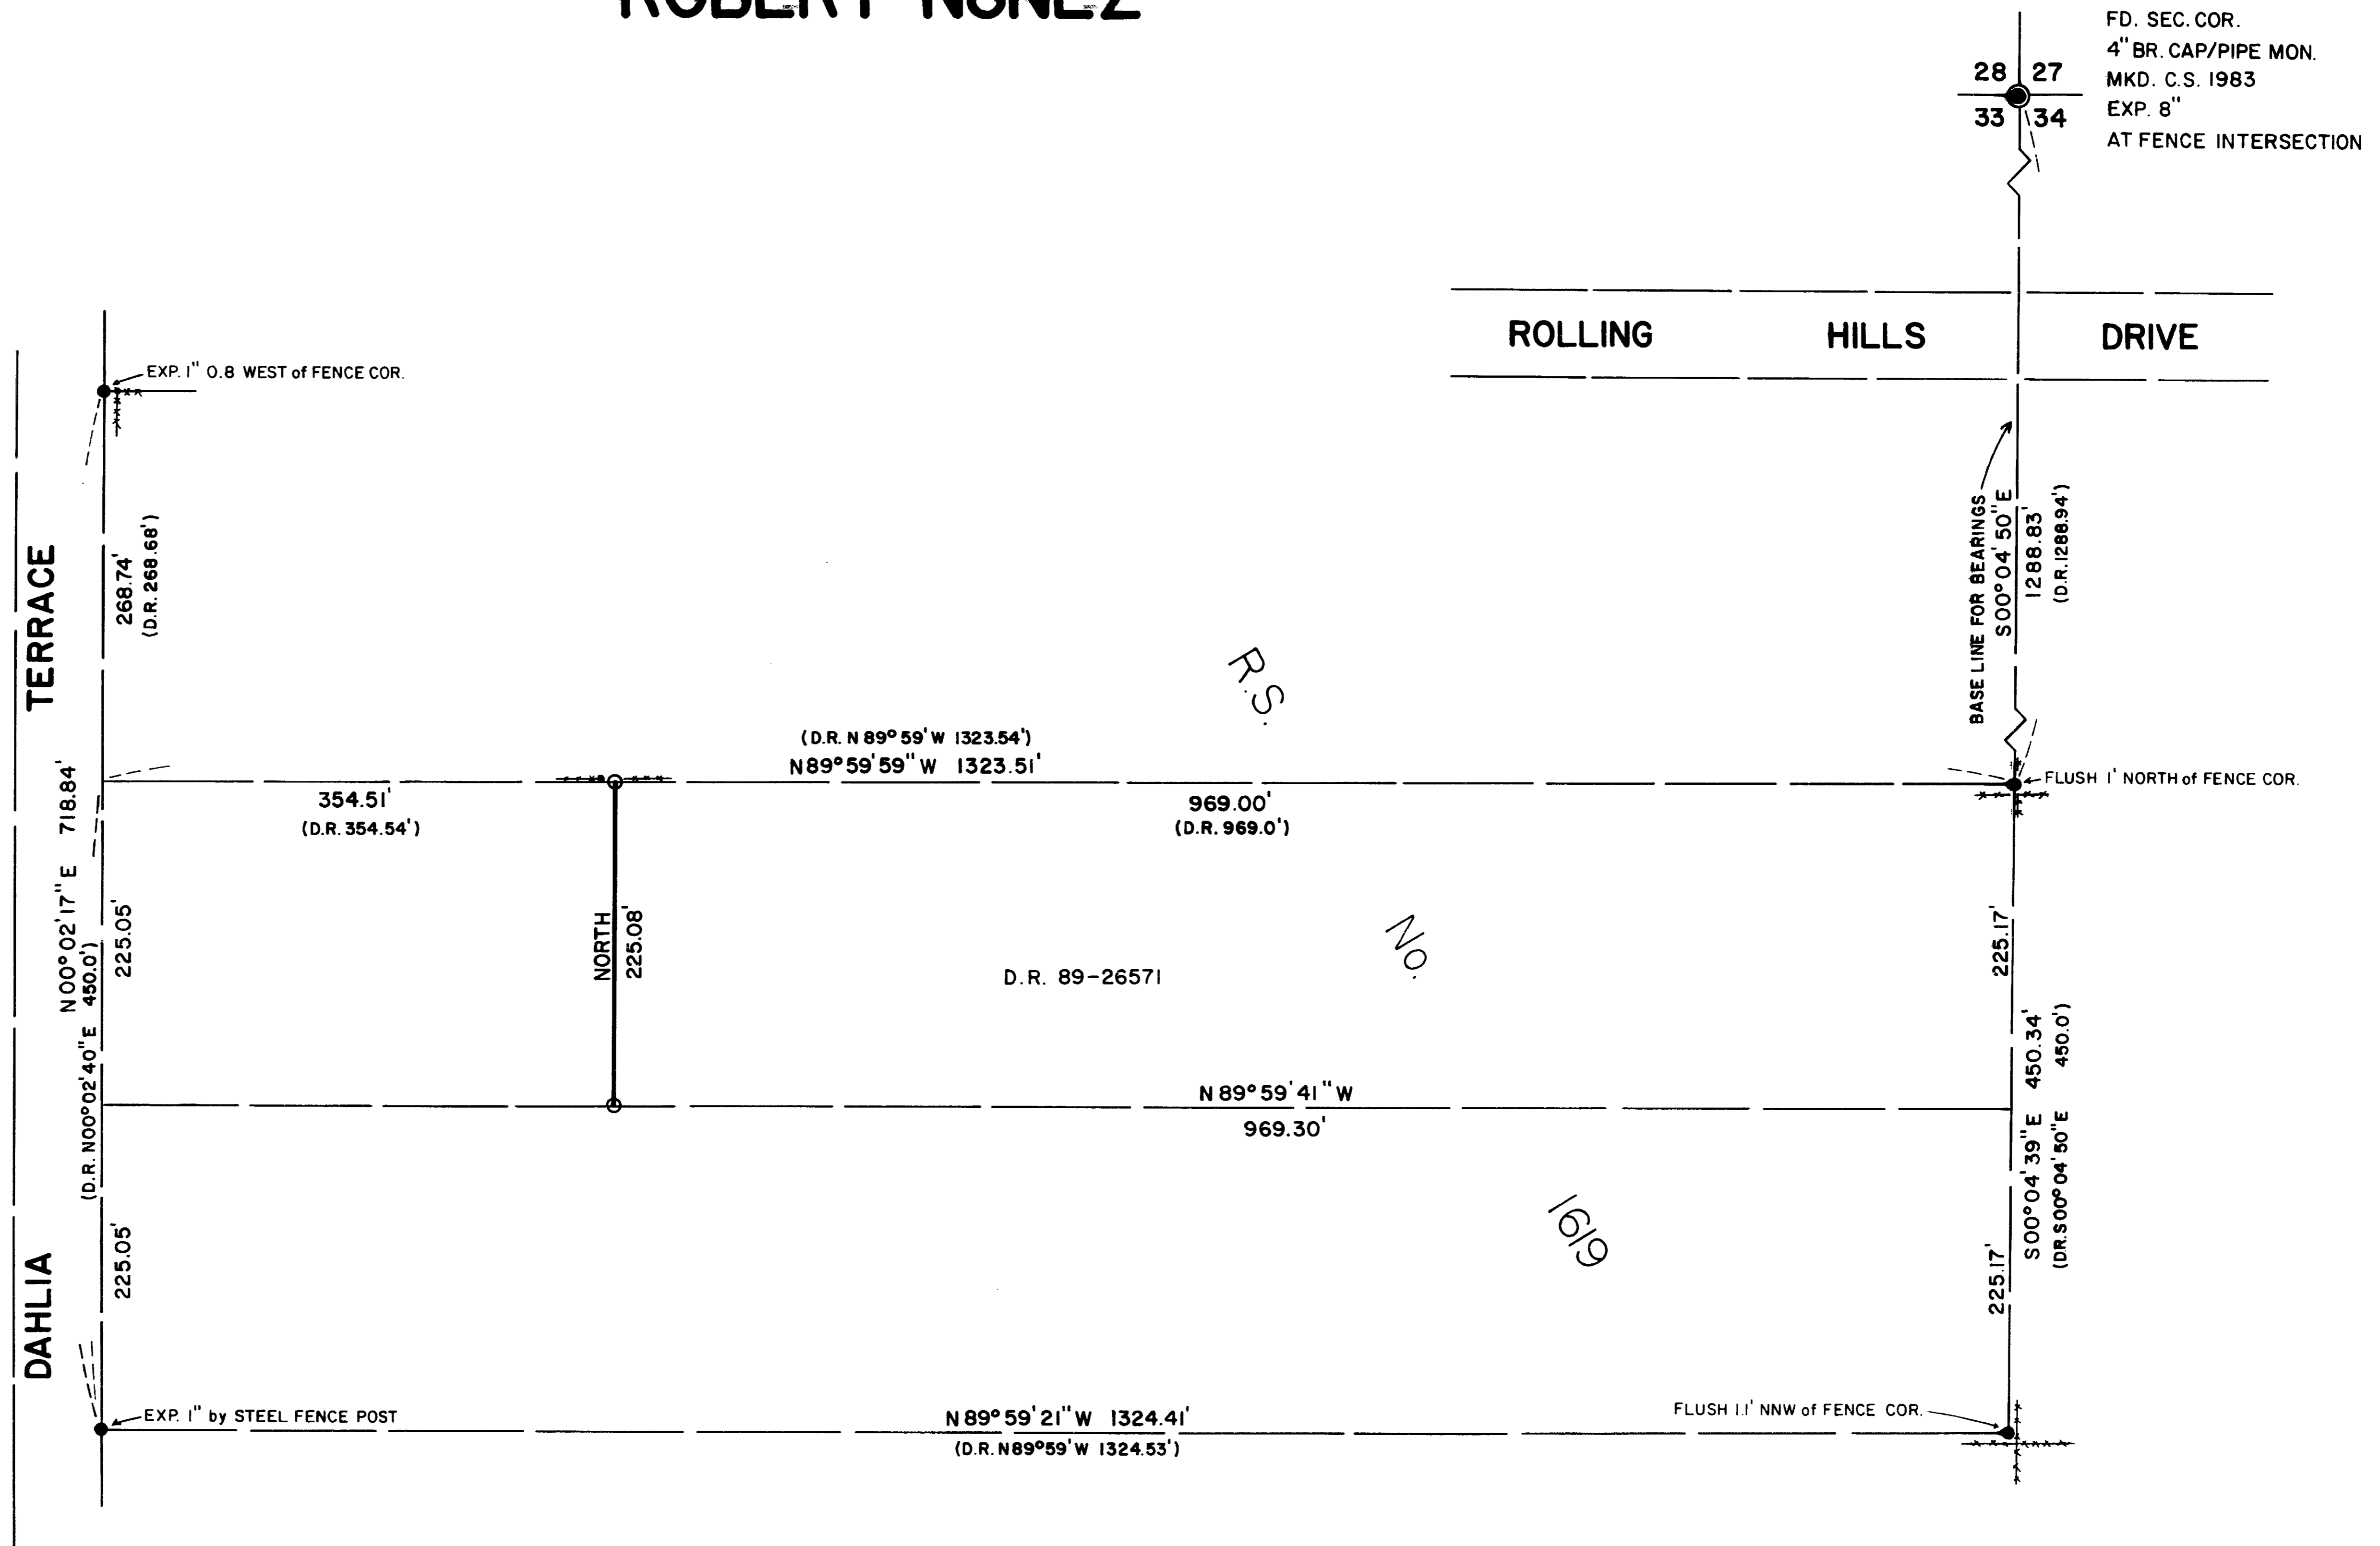 ROBERT NUNEZ
FD. SEC. COR.
4" BR. CAP/PIPE MON.
MKD. C.S. 1983
EXP. 8"
AT FENCE INTERSECTION
28 27
33 34
ROLLING HILLS DRIVE
EXP. 1" 0.8 WEST of FENCE COR.
TERRACE
268.74'
(D.R. 268.68')
BASE LINE FOR BEARINGS
S00°04'50"E
1288.83'
(D.R. 1288.94')
R.S.
(D.R. N 89°59'W 1323.54')
N89°59'59"W 1323.51'
FLUSH 1' NORTH of FENCE COR.
354.51'
(D.R. 354.54')
969.00'
(D.R. 969.0')
N00°02'17"E 718.84'
(D.R. N00°02'40"E 450.0')
225.05'
NORTH
225.08'
D.R. 89-26571
No.
225.17'
S00°04'39"E 450.34'
(DR.S00°04'50"E 450.0')
N 89°59'41"W
969.30'
DAHLIA
225.05'
1619
225.17'
EXP. 1" by STEEL FENCE POST
N 89°59'21"W 1324.41'
(D.R. N89°59'W 1324.53')
FLUSH 1.1' NNW of FENCE COR.